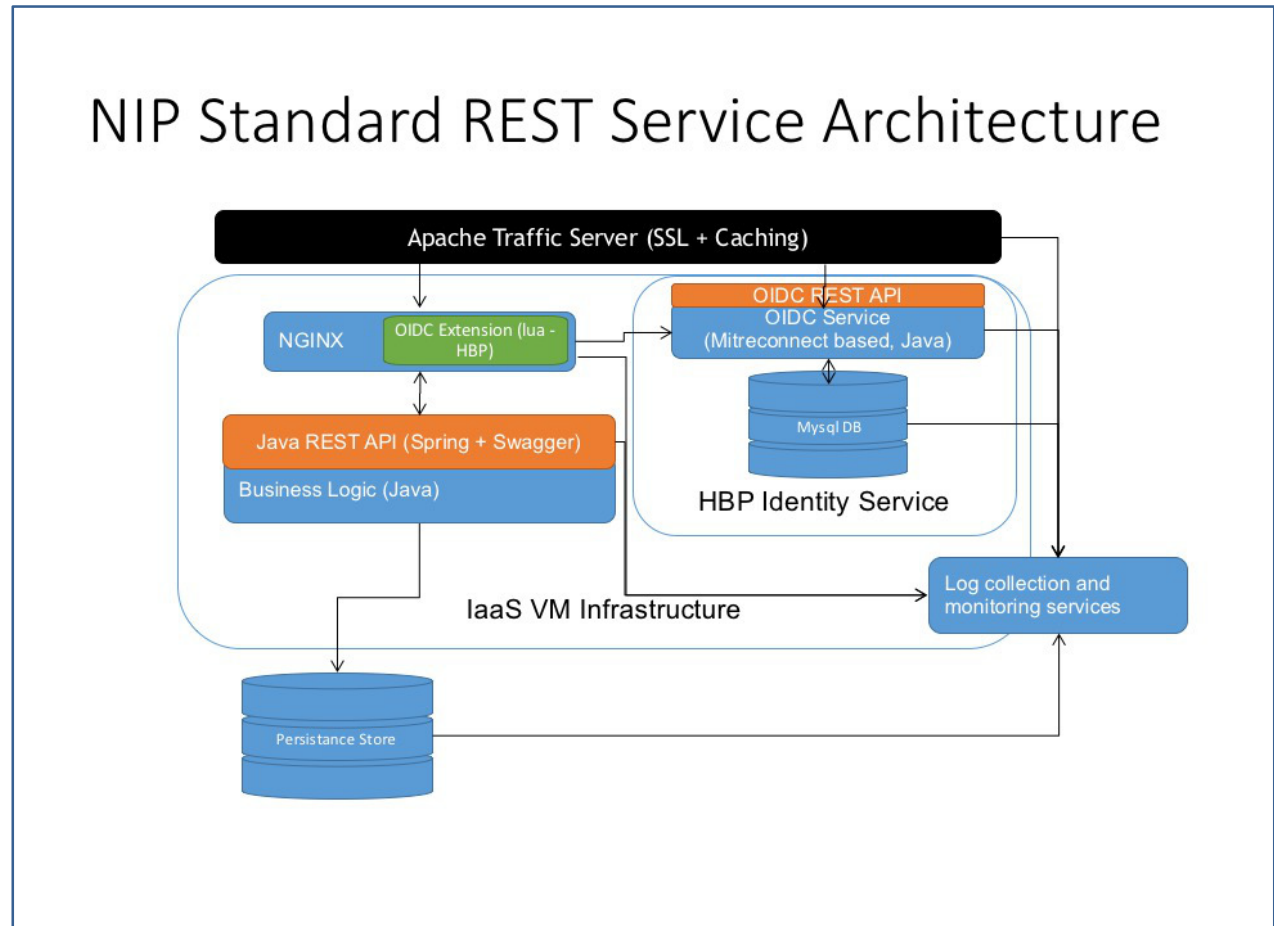 NIP Standard REST Service Architecture
Apache Traffic Server (SSL + Caching)
OIDC REST API
OIDC Service
(Mitreconnect based, Java)
NGINX
OIDC Extension (lua -
HBP)
Mysql DB
Java REST API (Spring + Swagger)
Business Logic (Java)
HBP Identity Service
Log collection and
monitoring services
IaaS VM Infrastructure
Persistance Store